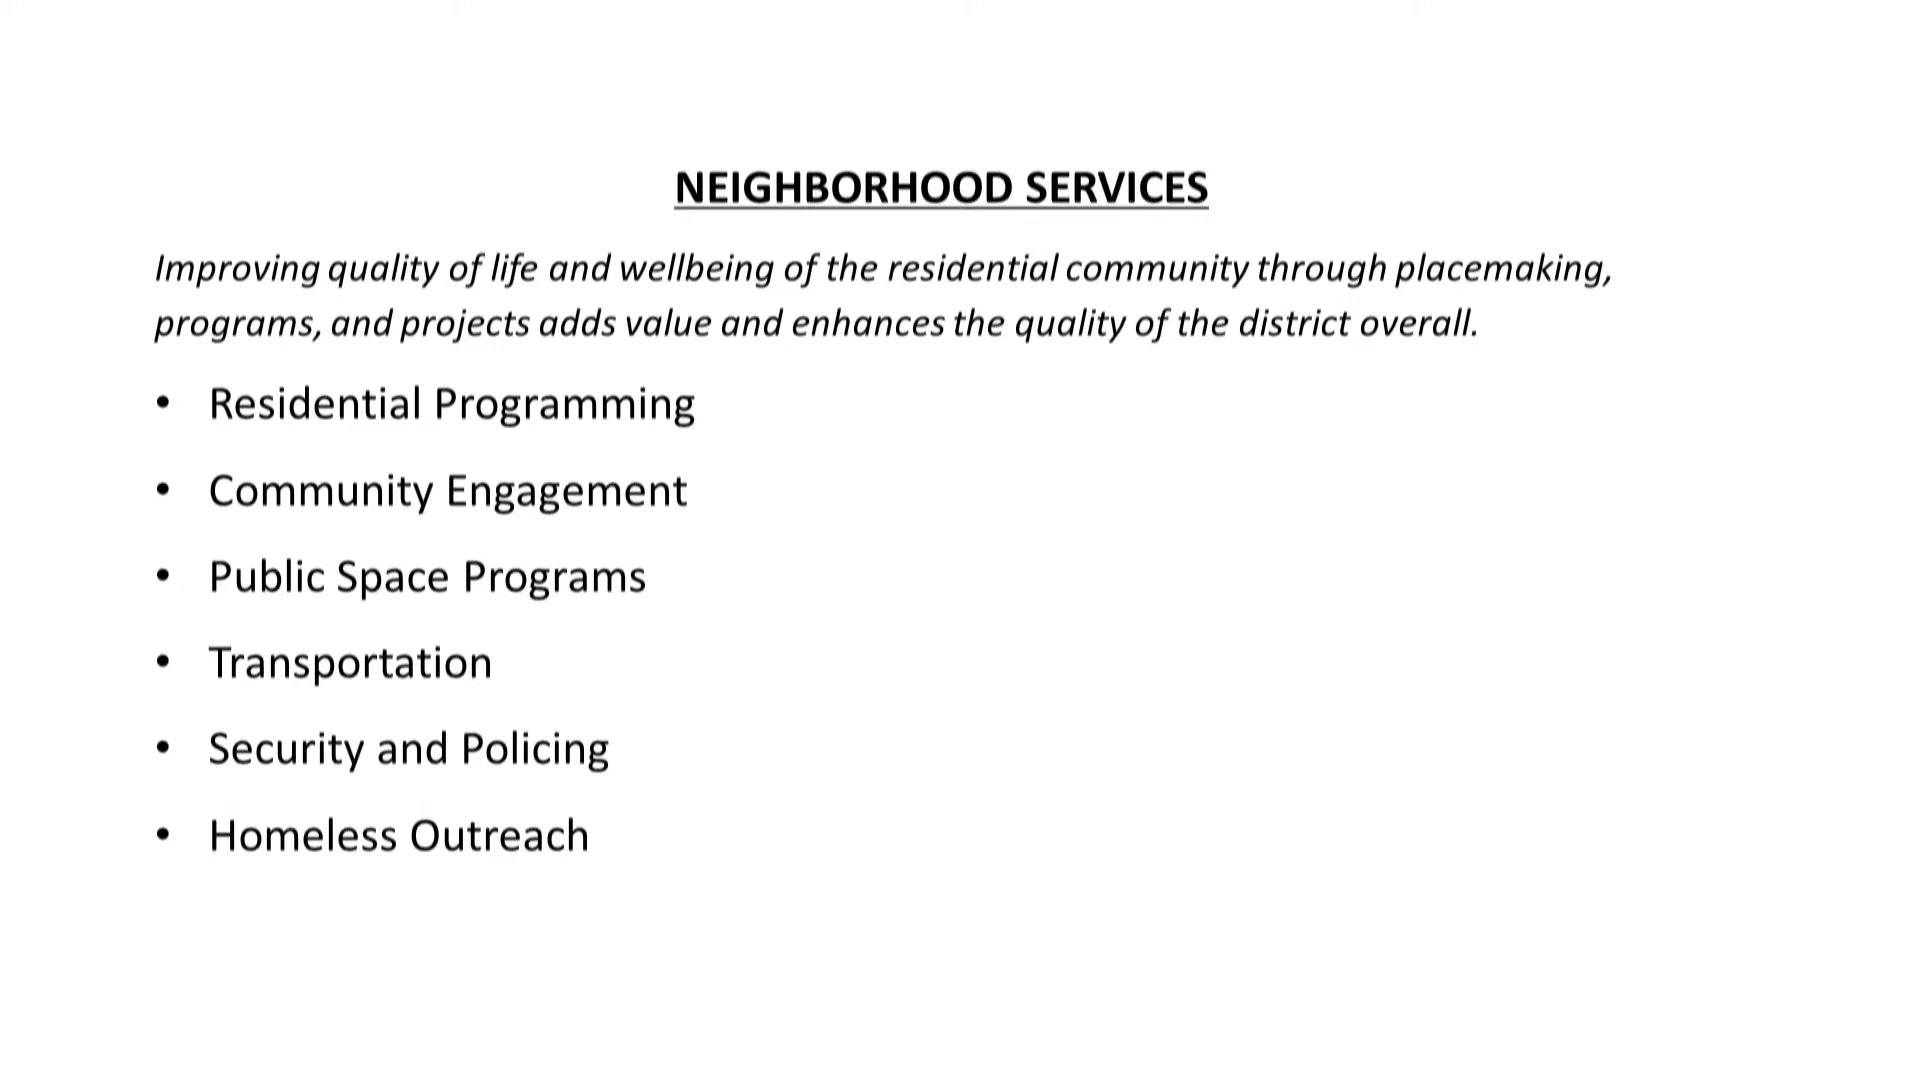 NEIGHBORHOOD SERVICES
Improving quality of life and wellbeing of the residential community through placemaking,
programs, and projects adds value and enhances the quality of the district overall.
• Residential Programming
• Community Engagement
• Public Space Programs
• Transportation
• Security and Policing
• Homeless Outreach